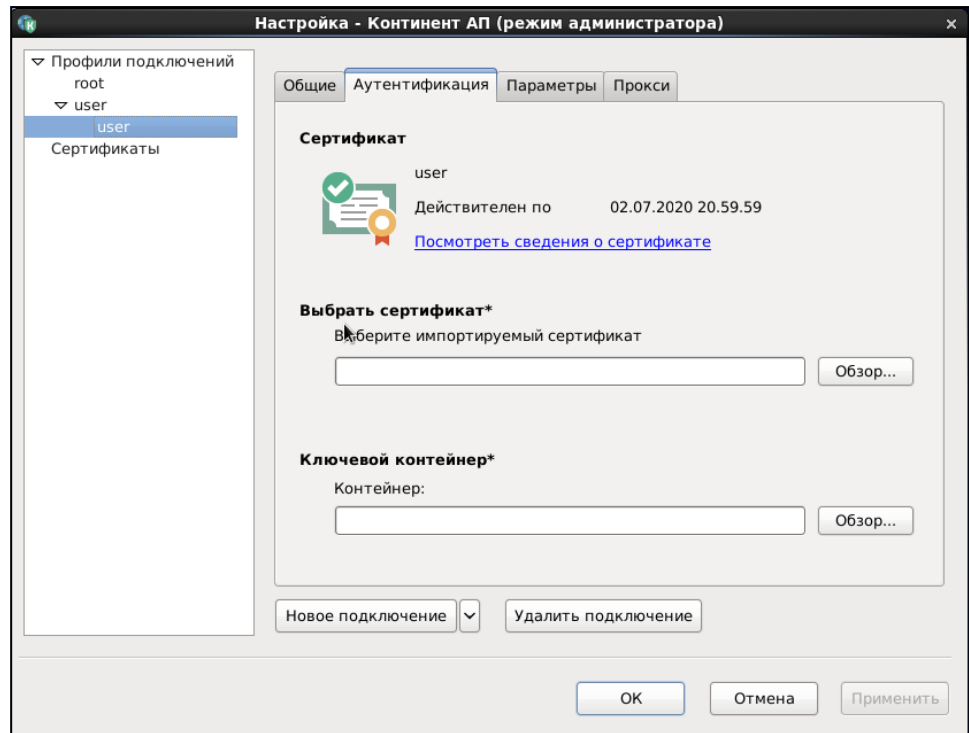 Настройка - Континент АП (режим администратора)
Профили подключений
root
user
user
Сертификаты
Общие
Аутентификация
Параметры
Прокси
Сертификат
user
Действителен по 02.07.2020 20.59.59
Посмотреть сведения о сертификате
Выбрать сертификат*
Выберите импортируемый сертификат
Обзор...
Ключевой контейнер*
Контейнер:
Обзор...
Новое подключение
Удалить подключение
ОК
Отмена
Применить